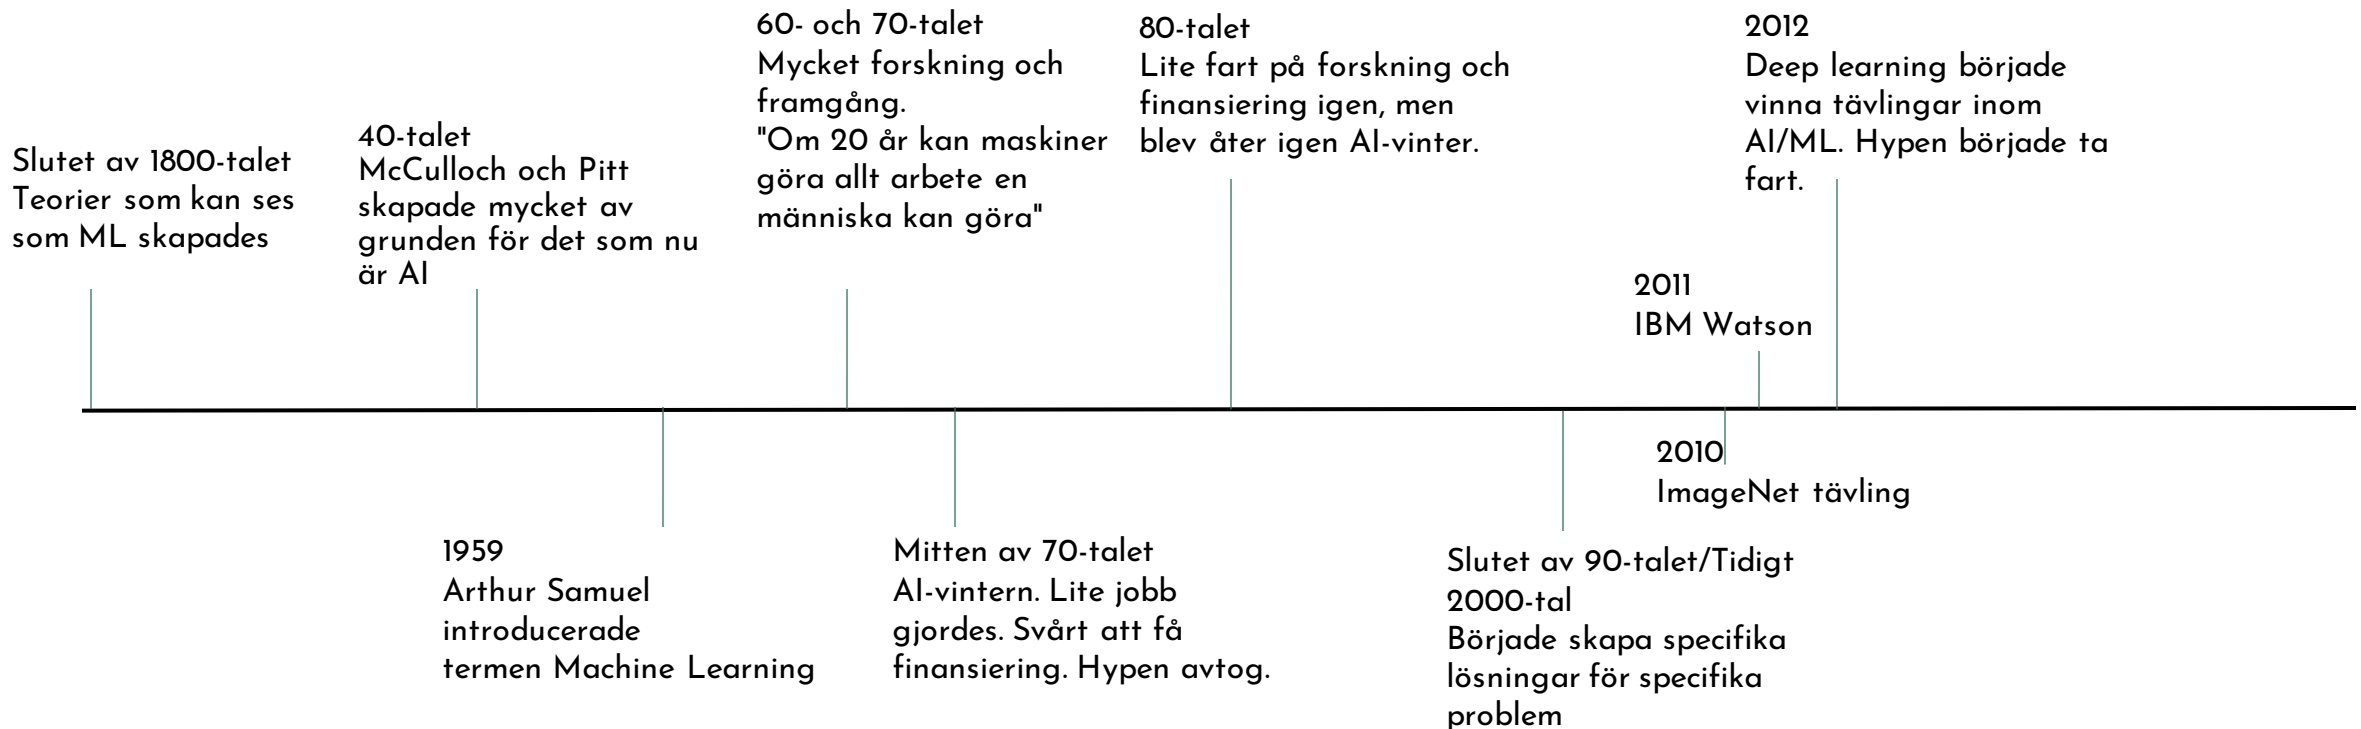 Slutet av 1800-talet
Teorier som kan ses
som ML skapades
40-talet
McCulloch och Pitt
skapade mycket av
grunden för det som nu
är AI
1959
Arthur Samuel
introducerade
termen Machine Learning
60- och 70-talet
Mycket forskning och
framgång.
"Om 20 år kan maskiner
göra allt arbete en
människa kan göra"
Mitten av 70-talet
AI-vintern. Lite jobb
gjordes. Svårt att få
finansiering. Hypen avtog.
80-talet
Lite fart på forskning och
finansiering igen, men
blev åter igen AI-vinter.
Slutet av 90-talet/Tidigt
2000-tal
Började skapa specifika
lösningar för specifika
problem
2010
ImageNet tävling
2011
IBM Watson
2012
Deep learning började
vinna tävlingar inom
AI/ML. Hypen började ta
fart.